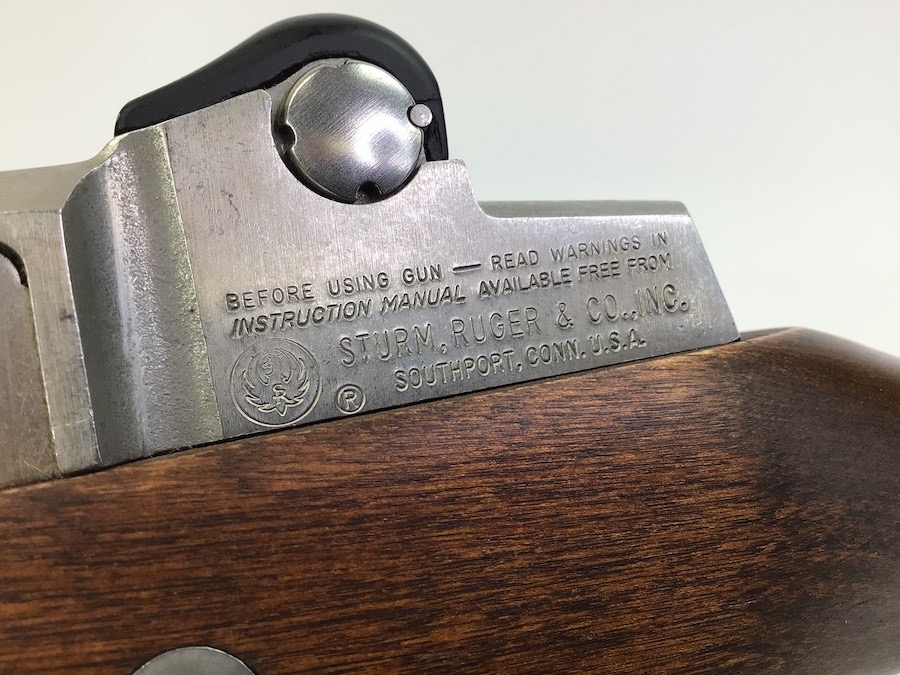 BEFORE USING GUN — READ WARNINGS IN
INSTRUCTION MANUAL AVAILABLE FREE FROM
STURM, RUGER & CO., INC.
® SOUTHPORT, CONN. U.S.A.